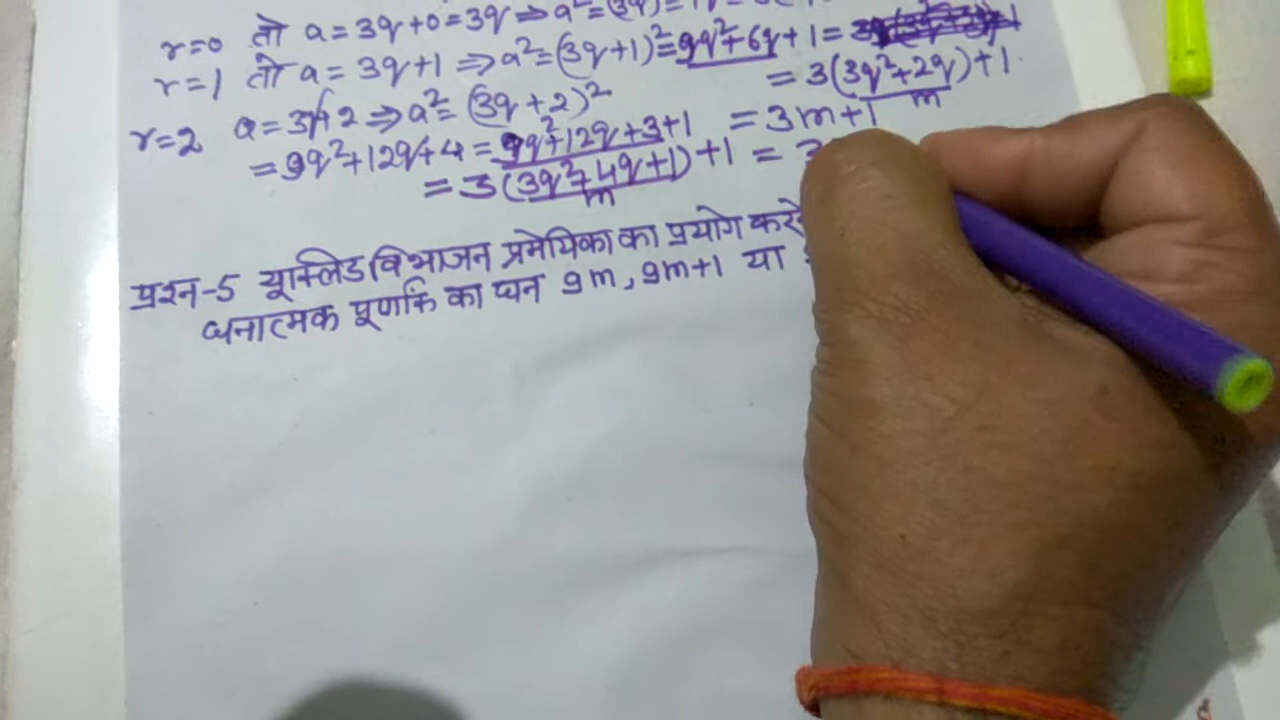 r=0 तो a=3q+0=3q⇒a²=(3q)
r=1 तो a=3q+1⇒a²=(3q+1)²=9q²+6q+1=
=3(3q²+2q)+1
m
r=2 a=3q+2⇒a²=(3q+2)² =3m+1
=9q²+12q+4=9q²+12q+3+1
=3(3q²+4q+1)+1=3
m
प्रश्न-5 यूक्लिड विभाजन प्रमेयिका का प्रयोग करके
धनात्मक पूर्णांक का घन 9m, 9m+1 या